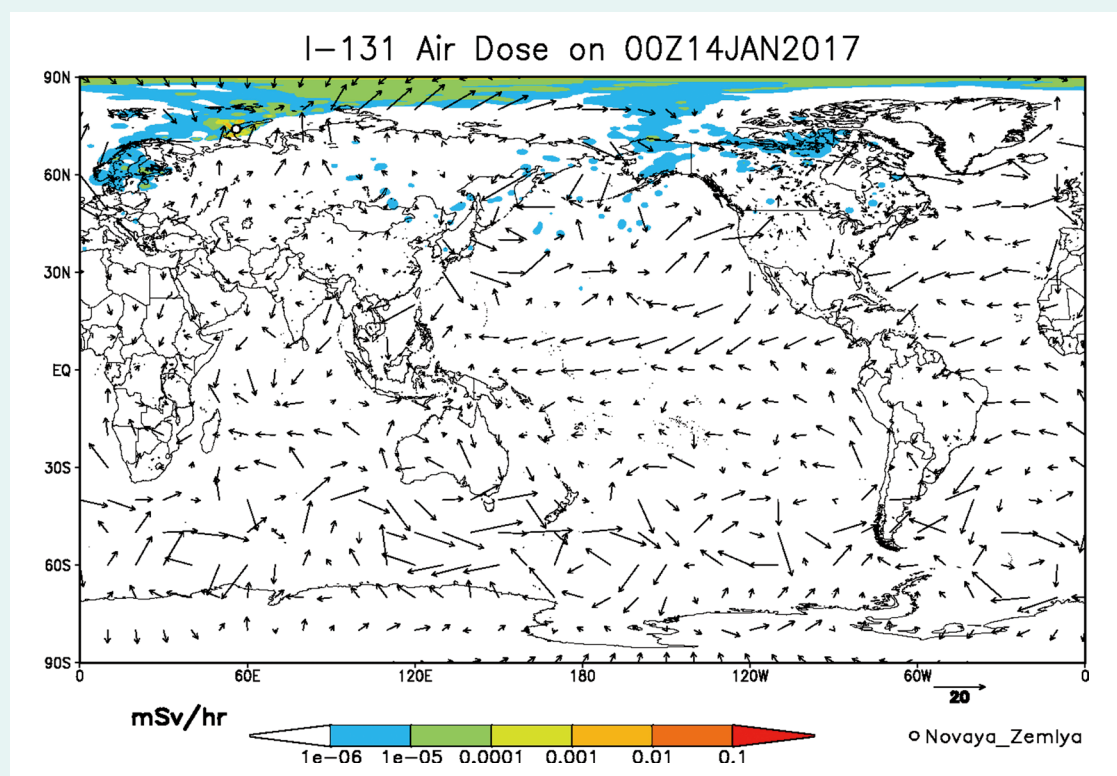 I-131 Air Dose on 00Z14JAN2017
90N
60N
30N
EQ
30S
60S
90S
0 60E 120E 180 120W 60W 0
20
mSv/hr
1e-06 1e-05 0.0001 0.001 0.01 0.1
Novaya_Zemlya